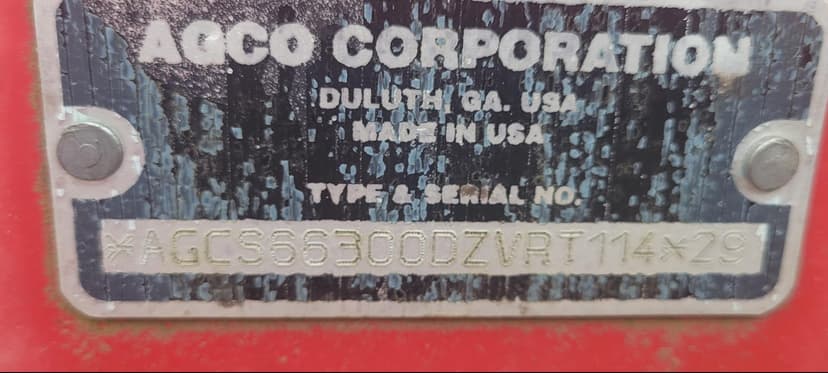 AGCO CORPORATION
DULUTH, GA. USA
MADE IN USA
TYPE & SERIAL NO.
*AGCS66300DZVRT114*29